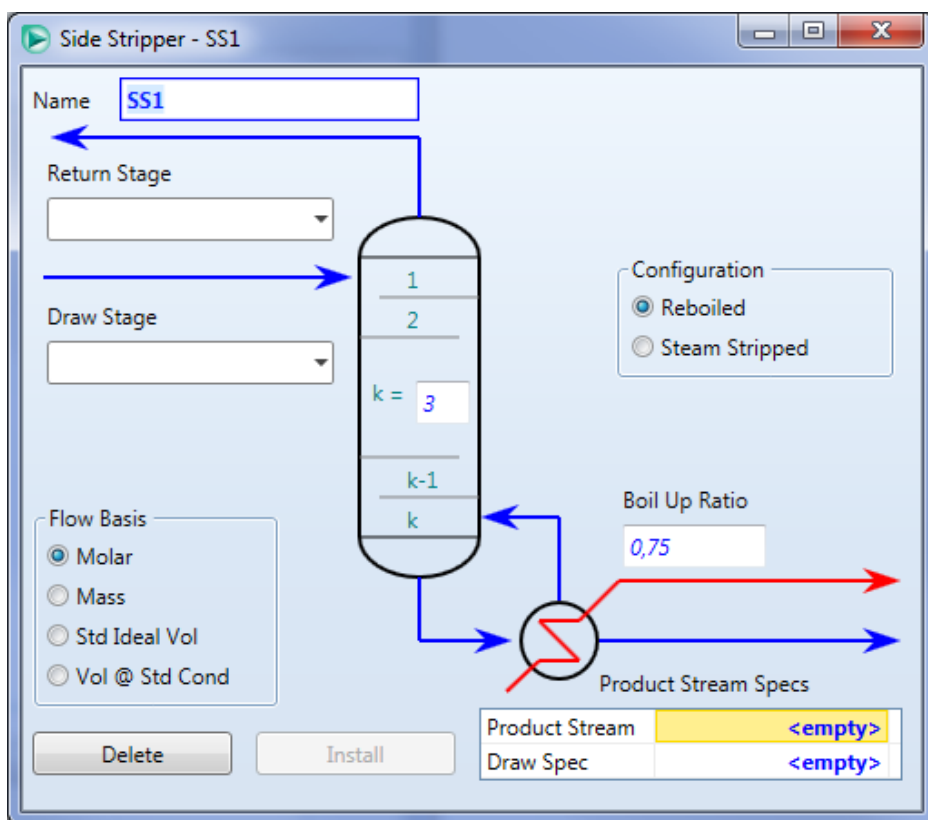 Side Stripper - SS1
Name SS1
Return Stage
1
Configuration
Reboiled
Draw Stage
2
Steam Stripped
k = 3
k-1
Boil Up Ratio
k
0,75
Flow Basis
Molar
Mass
Std Ideal Vol
Vol @ Std Cond
Product Stream Specs
Product Stream <empty>
Draw Spec <empty>
Delete Install